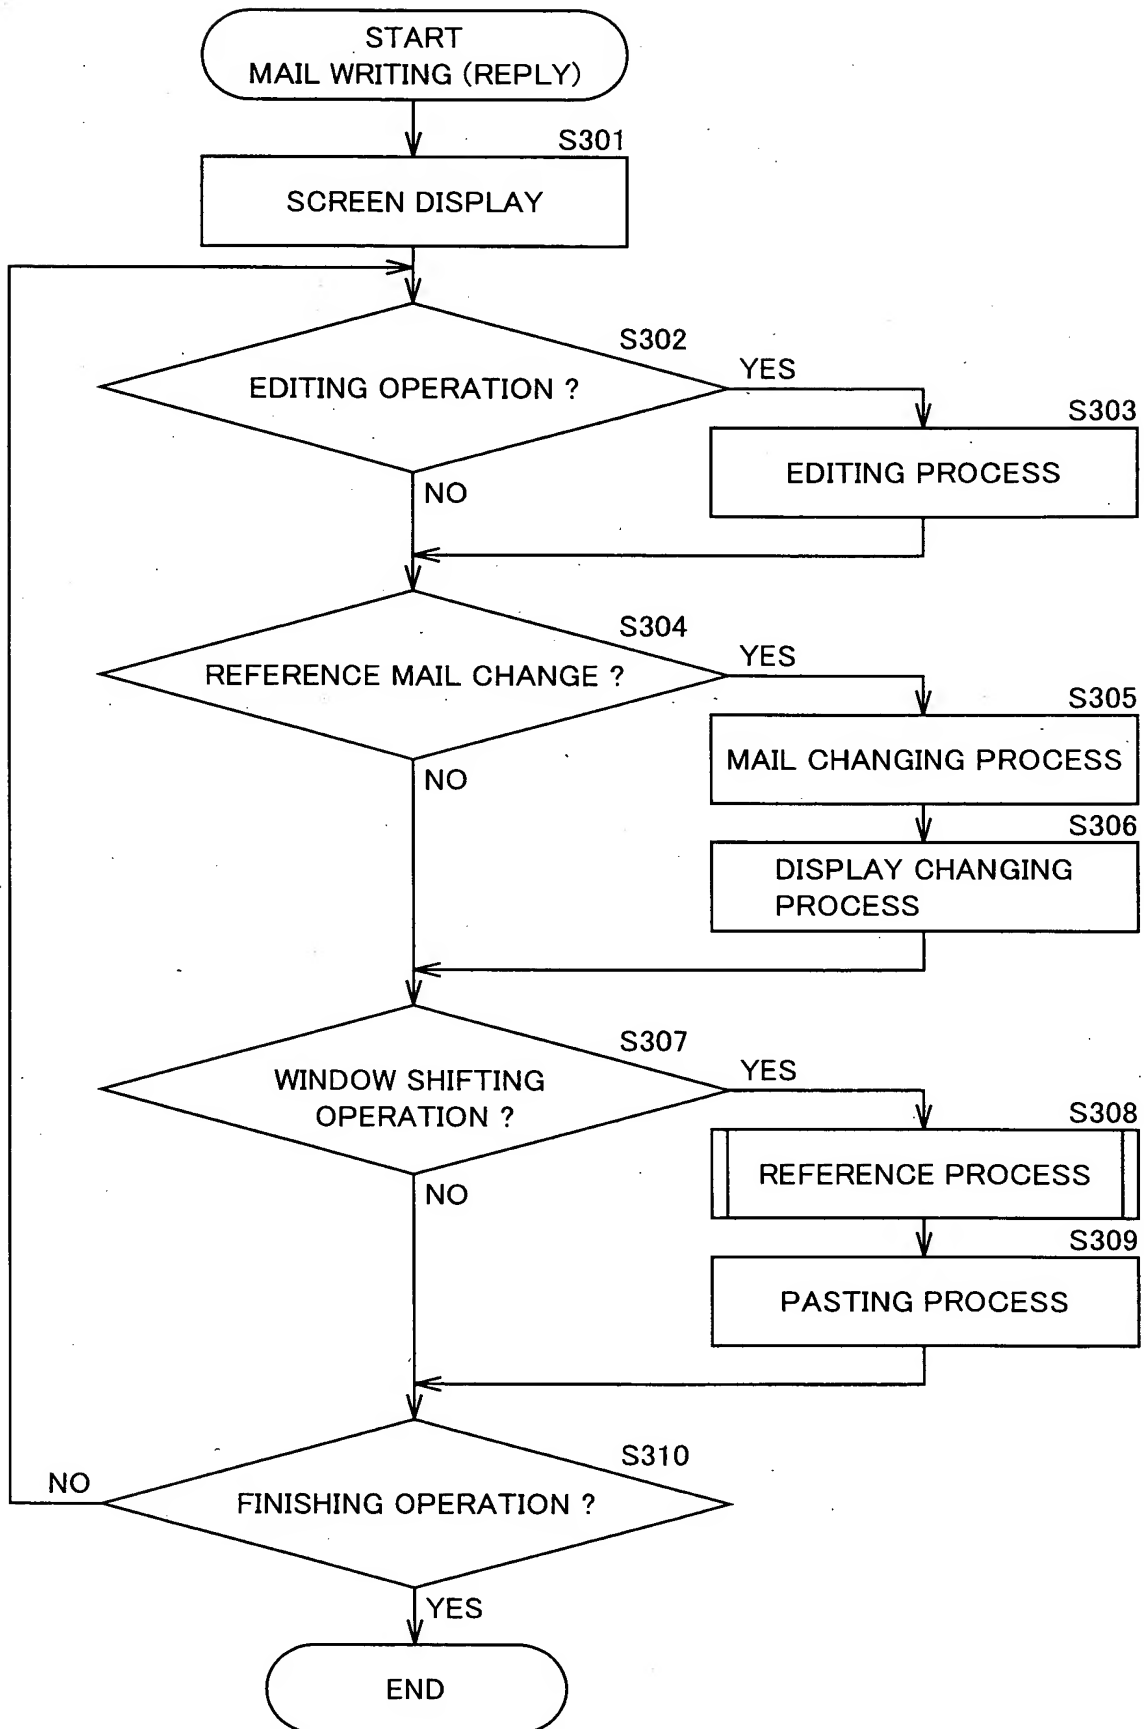 START
MAIL WRITING (REPLY)
S301
SCREEN DISPLAY
S302
EDITING OPERATION ?
YES
S303
EDITING PROCESS
NO
S304
REFERENCE MAIL CHANGE ?
YES
S305
MAIL CHANGING PROCESS
NO
S306
DISPLAY CHANGING
PROCESS
S307
WINDOW SHIFTING
OPERATION ?
YES
S308
REFERENCE PROCESS
NO
S309
PASTING PROCESS
S310
FINISHING OPERATION ?
NO
YES
END